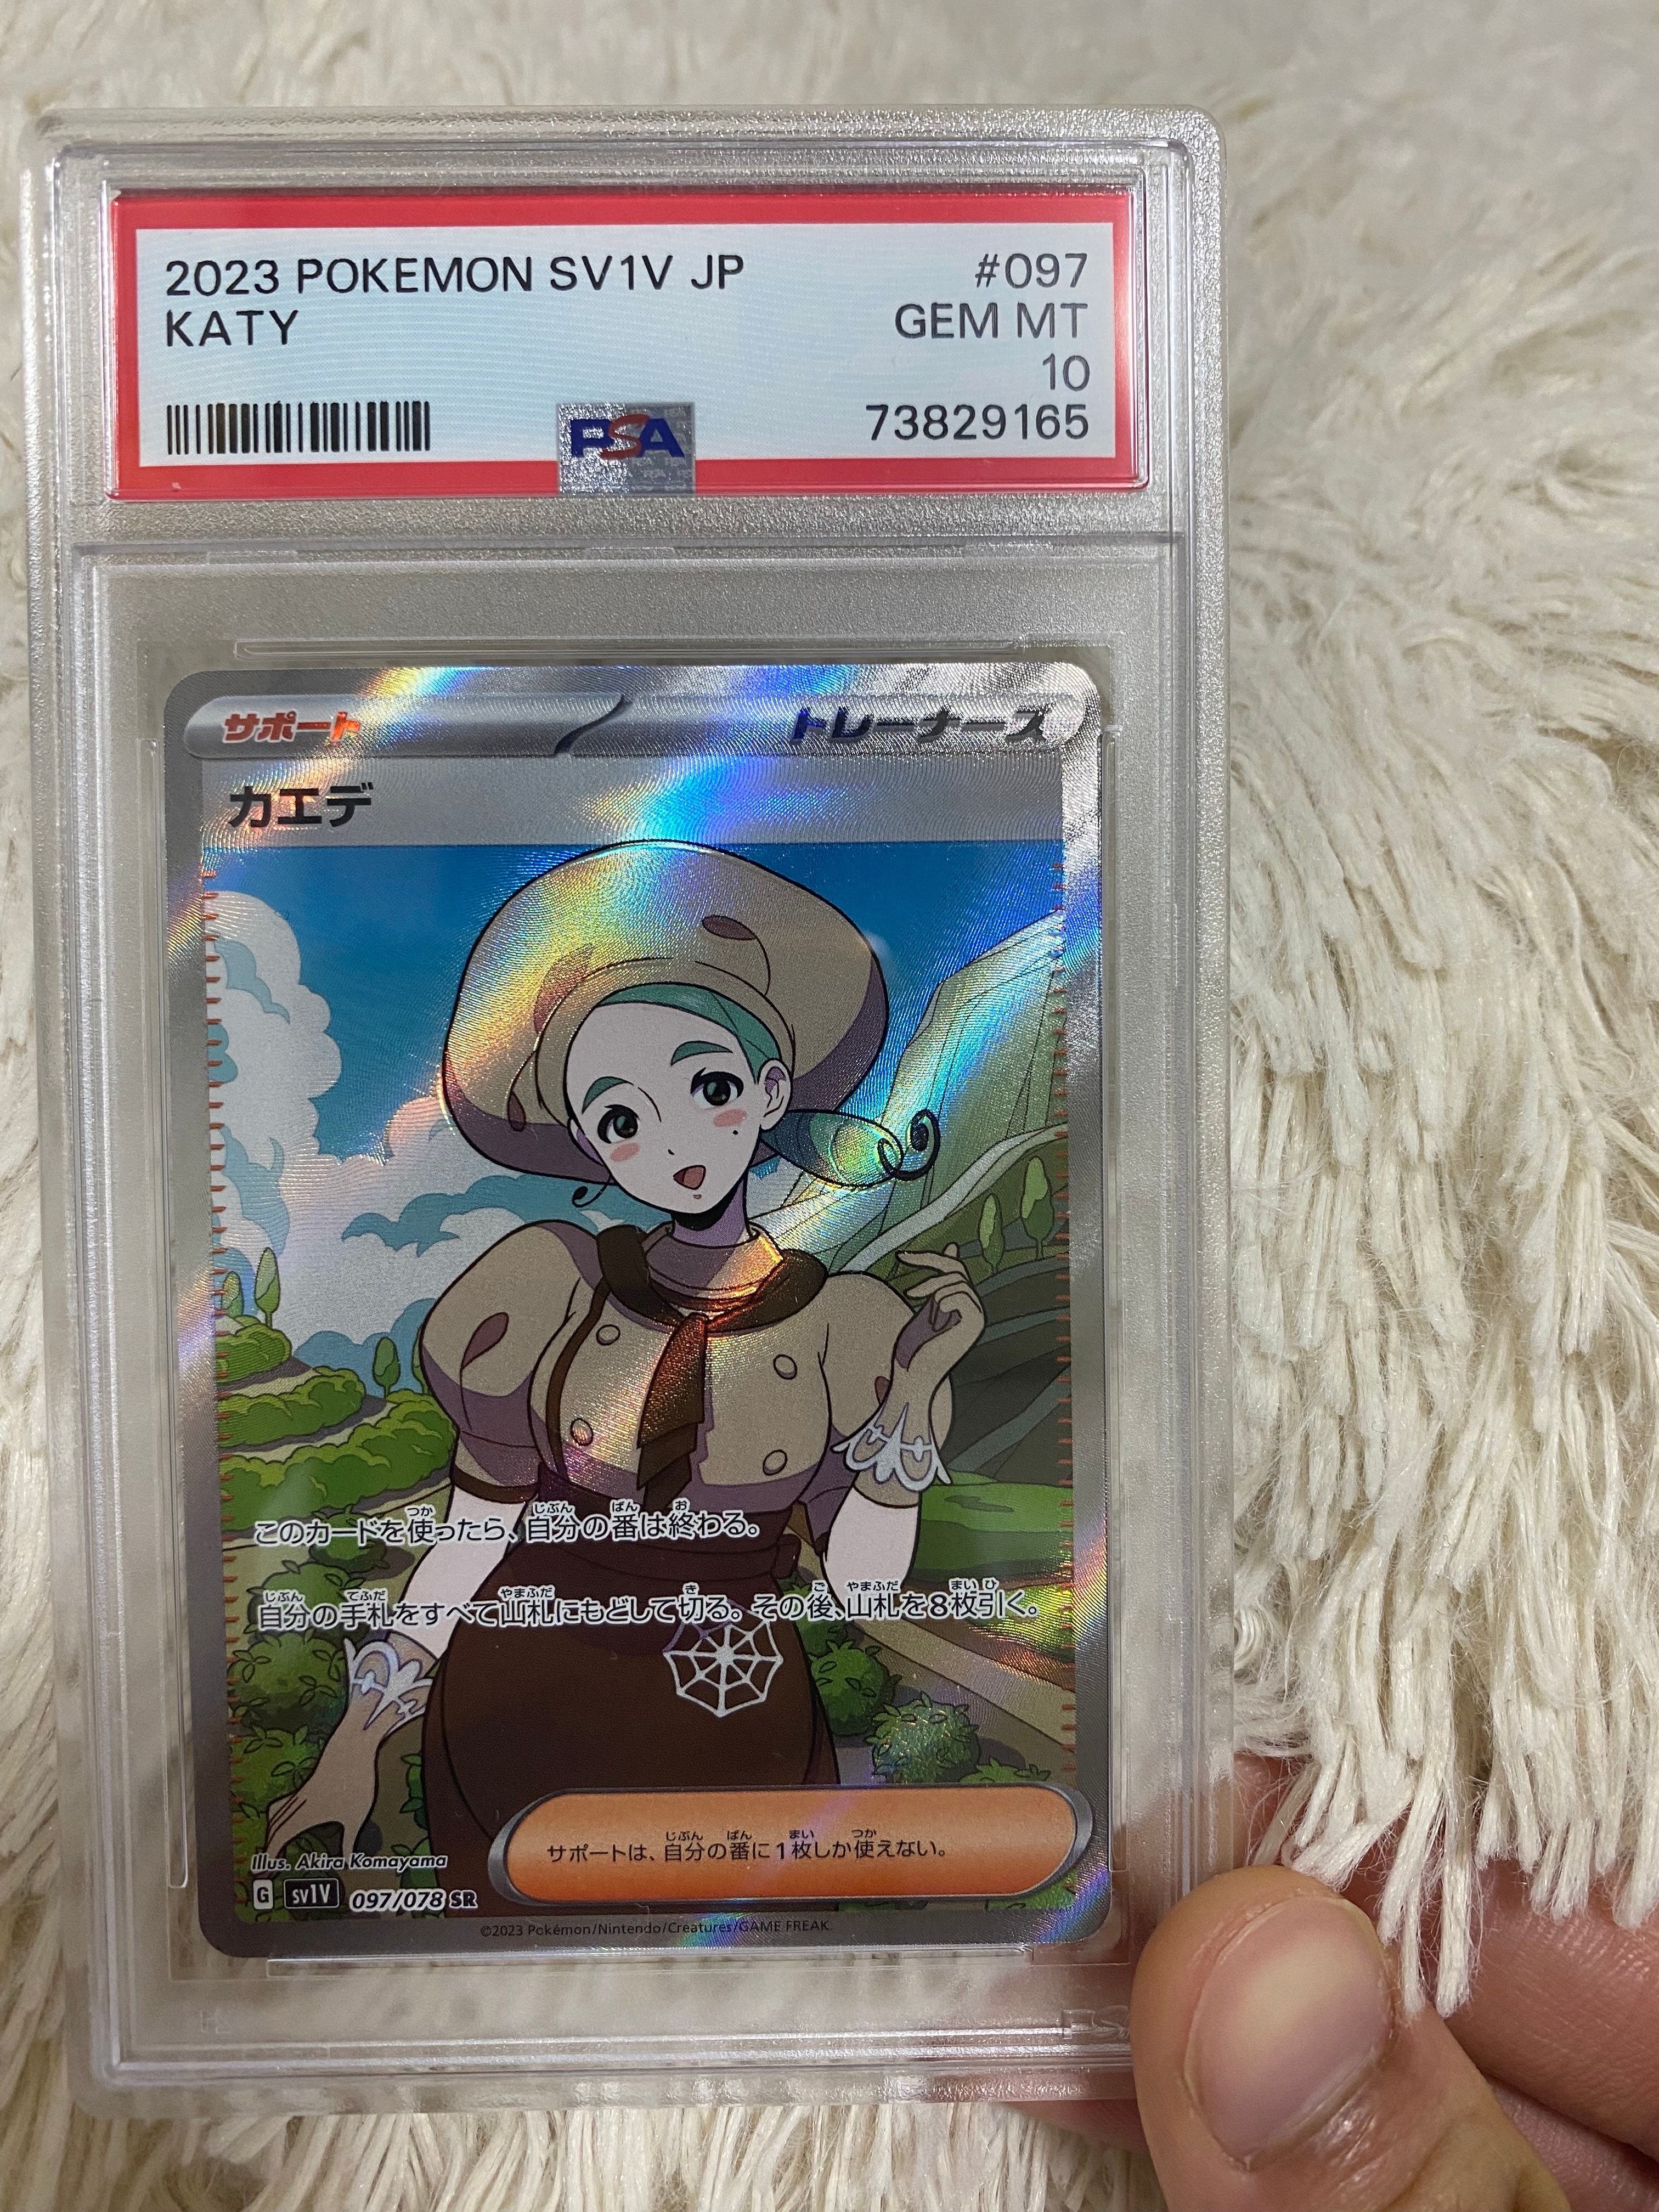 2023 POKEMON SV1V JP #097
KATY GEM MT
10
PSA 73829165
サポート トレーナーズ
カエデ
このカードを使ったら、自分の番は終わる。
自分の手札をすべて山札にもどして切る。その後、山札を8枚引く。
サポートは、自分の番に1枚しか使えない。
Illus. Akira Komayama
G SV1V 097/078 SR
©2023 Pokémon/Nintendo/Creatures/GAME FREAK